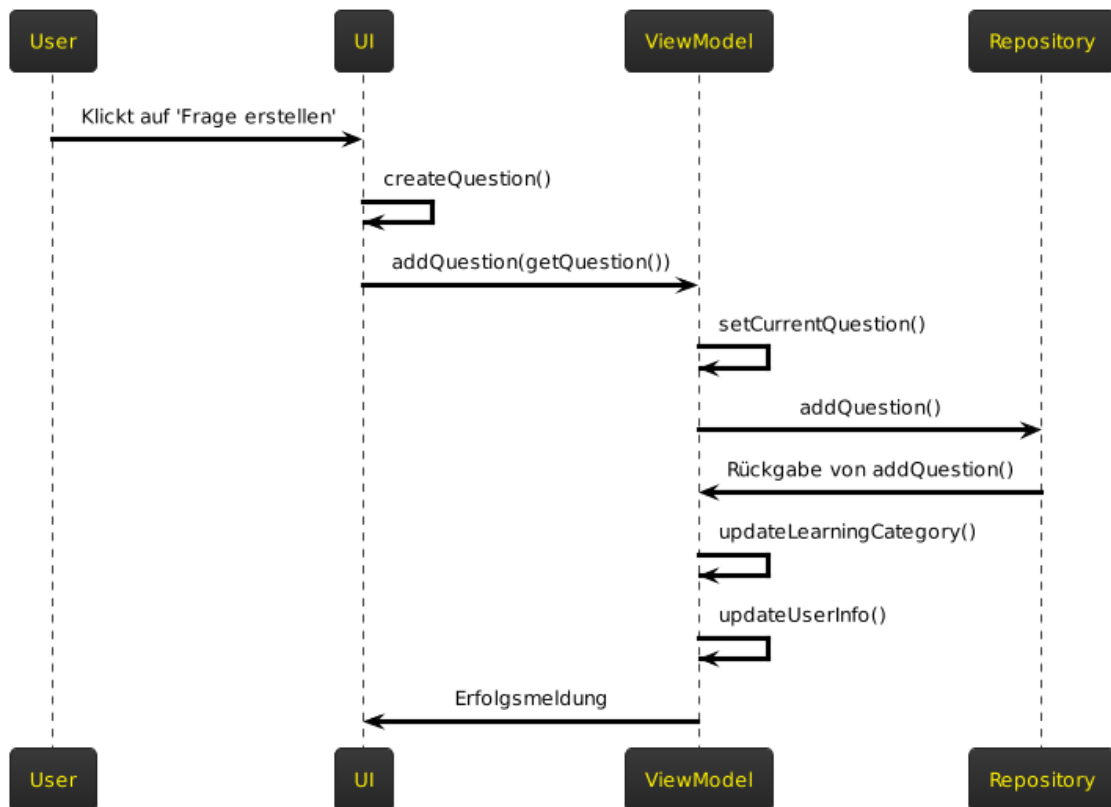 User
UI
ViewModel
Repository
Klickt auf 'Frage erstellen'
createQuestion()
addQuestion(getQuestion())
setCurrentQuestion()
addQuestion()
Rückgabe von addQuestion()
updateLearningCategory()
updateUserInfo()
Erfolgsmeldung
User
UI
ViewModel
Repository